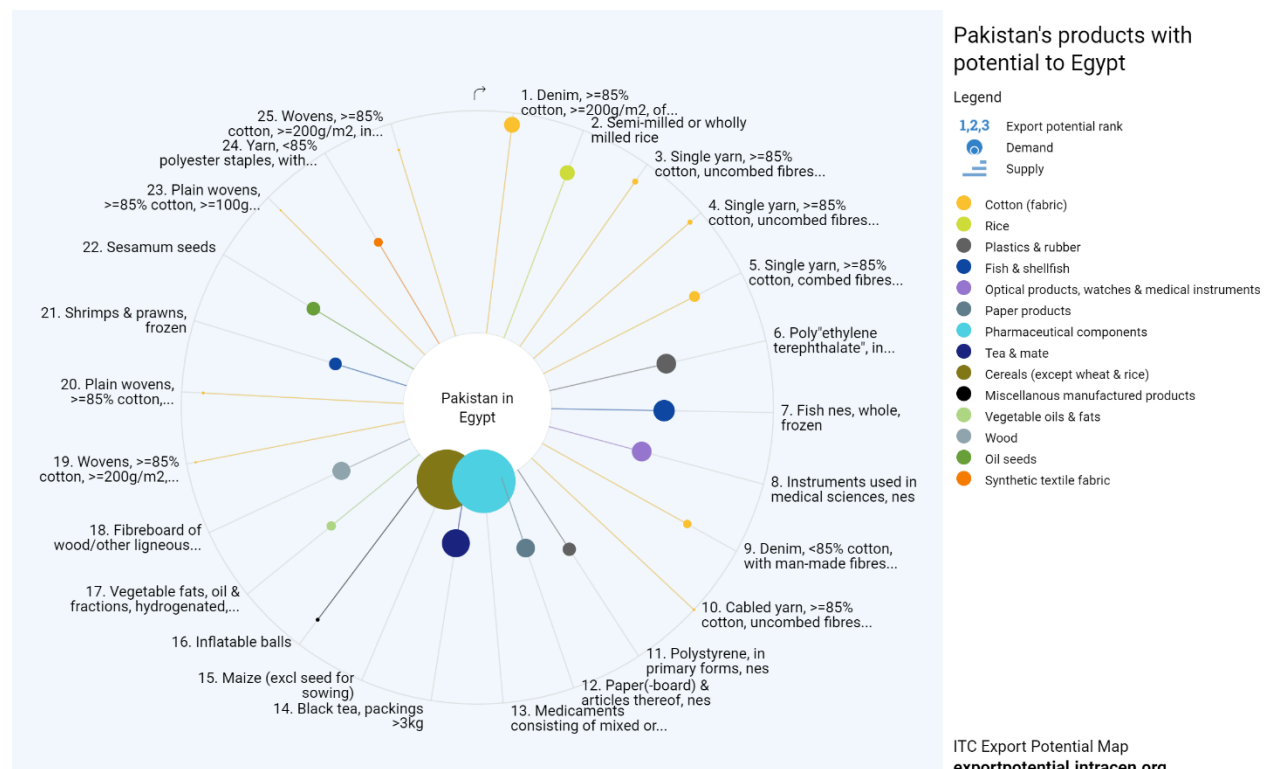 Pakistan's products with
potential to Egypt
Legend
1,2,3 Export potential rank
Demand
Supply
Cotton (fabric)
Rice
Plastics & rubber
Fish & shellfish
Optical products, watches & medical instruments
Paper products
Pharmaceutical components
Tea & mate
Cereals (except wheat & rice)
Miscellanous manufactured products
Vegetable oils & fats
Wood
Oil seeds
Synthetic textile fabric
Pakistan in
Egypt
1. Denim, >=85%
cotton, >=200g/m2, of...
2. Semi-milled or wholly
milled rice
3. Single yarn, >=85%
cotton, uncombed fibres...
4. Single yarn, >=85%
cotton, uncombed fibres...
5. Single yarn, >=85%
cotton, combed fibres...
6. Poly"ethylene
terephthalate", in...
7. Fish nes, whole,
frozen
8. Instruments used in
medical sciences, nes
9. Denim, <85% cotton,
with man-made fibres...
10. Cabled yarn, >=85%
cotton, uncombed fibres...
11. Polystyrene, in
primary forms, nes
12. Paper(-board) &
articles thereof, nes
13. Medicaments
consisting of mixed or...
14. Black tea, packings
>3kg
15. Maize (excl seed for
sowing)
16. Inflatable balls
17. Vegetable fats, oil &
fractions, hydrogenated,...
18. Fibreboard of
wood/other ligneous...
19. Wovens, >=85%
cotton, >=200g/m2,...
20. Plain wovens,
>=85% cotton,...
21. Shrimps & prawns,
frozen
22. Sesamum seeds
23. Plain wovens,
>=85% cotton, >=100g...
24. Yarn, <85%
polyester staples, with...
25. Wovens, >=85%
cotton, >=200g/m2, in...
ITC Export Potential Map
exportpotential.intracen.org